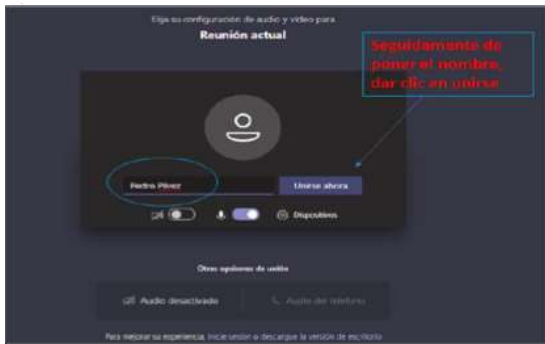 Elija su configuración de audio y vídeo para
Reunión actual
Seguidamente de
poner el nombre,
dar clic en unirse
Pedro Pérez
Unirse ahora
Dispositivos
Otras opciones de unión
Audio desactivado
Audio del teléfono
Para mejorar su experiencia, inicie sesión o descargue la versión de escritorio